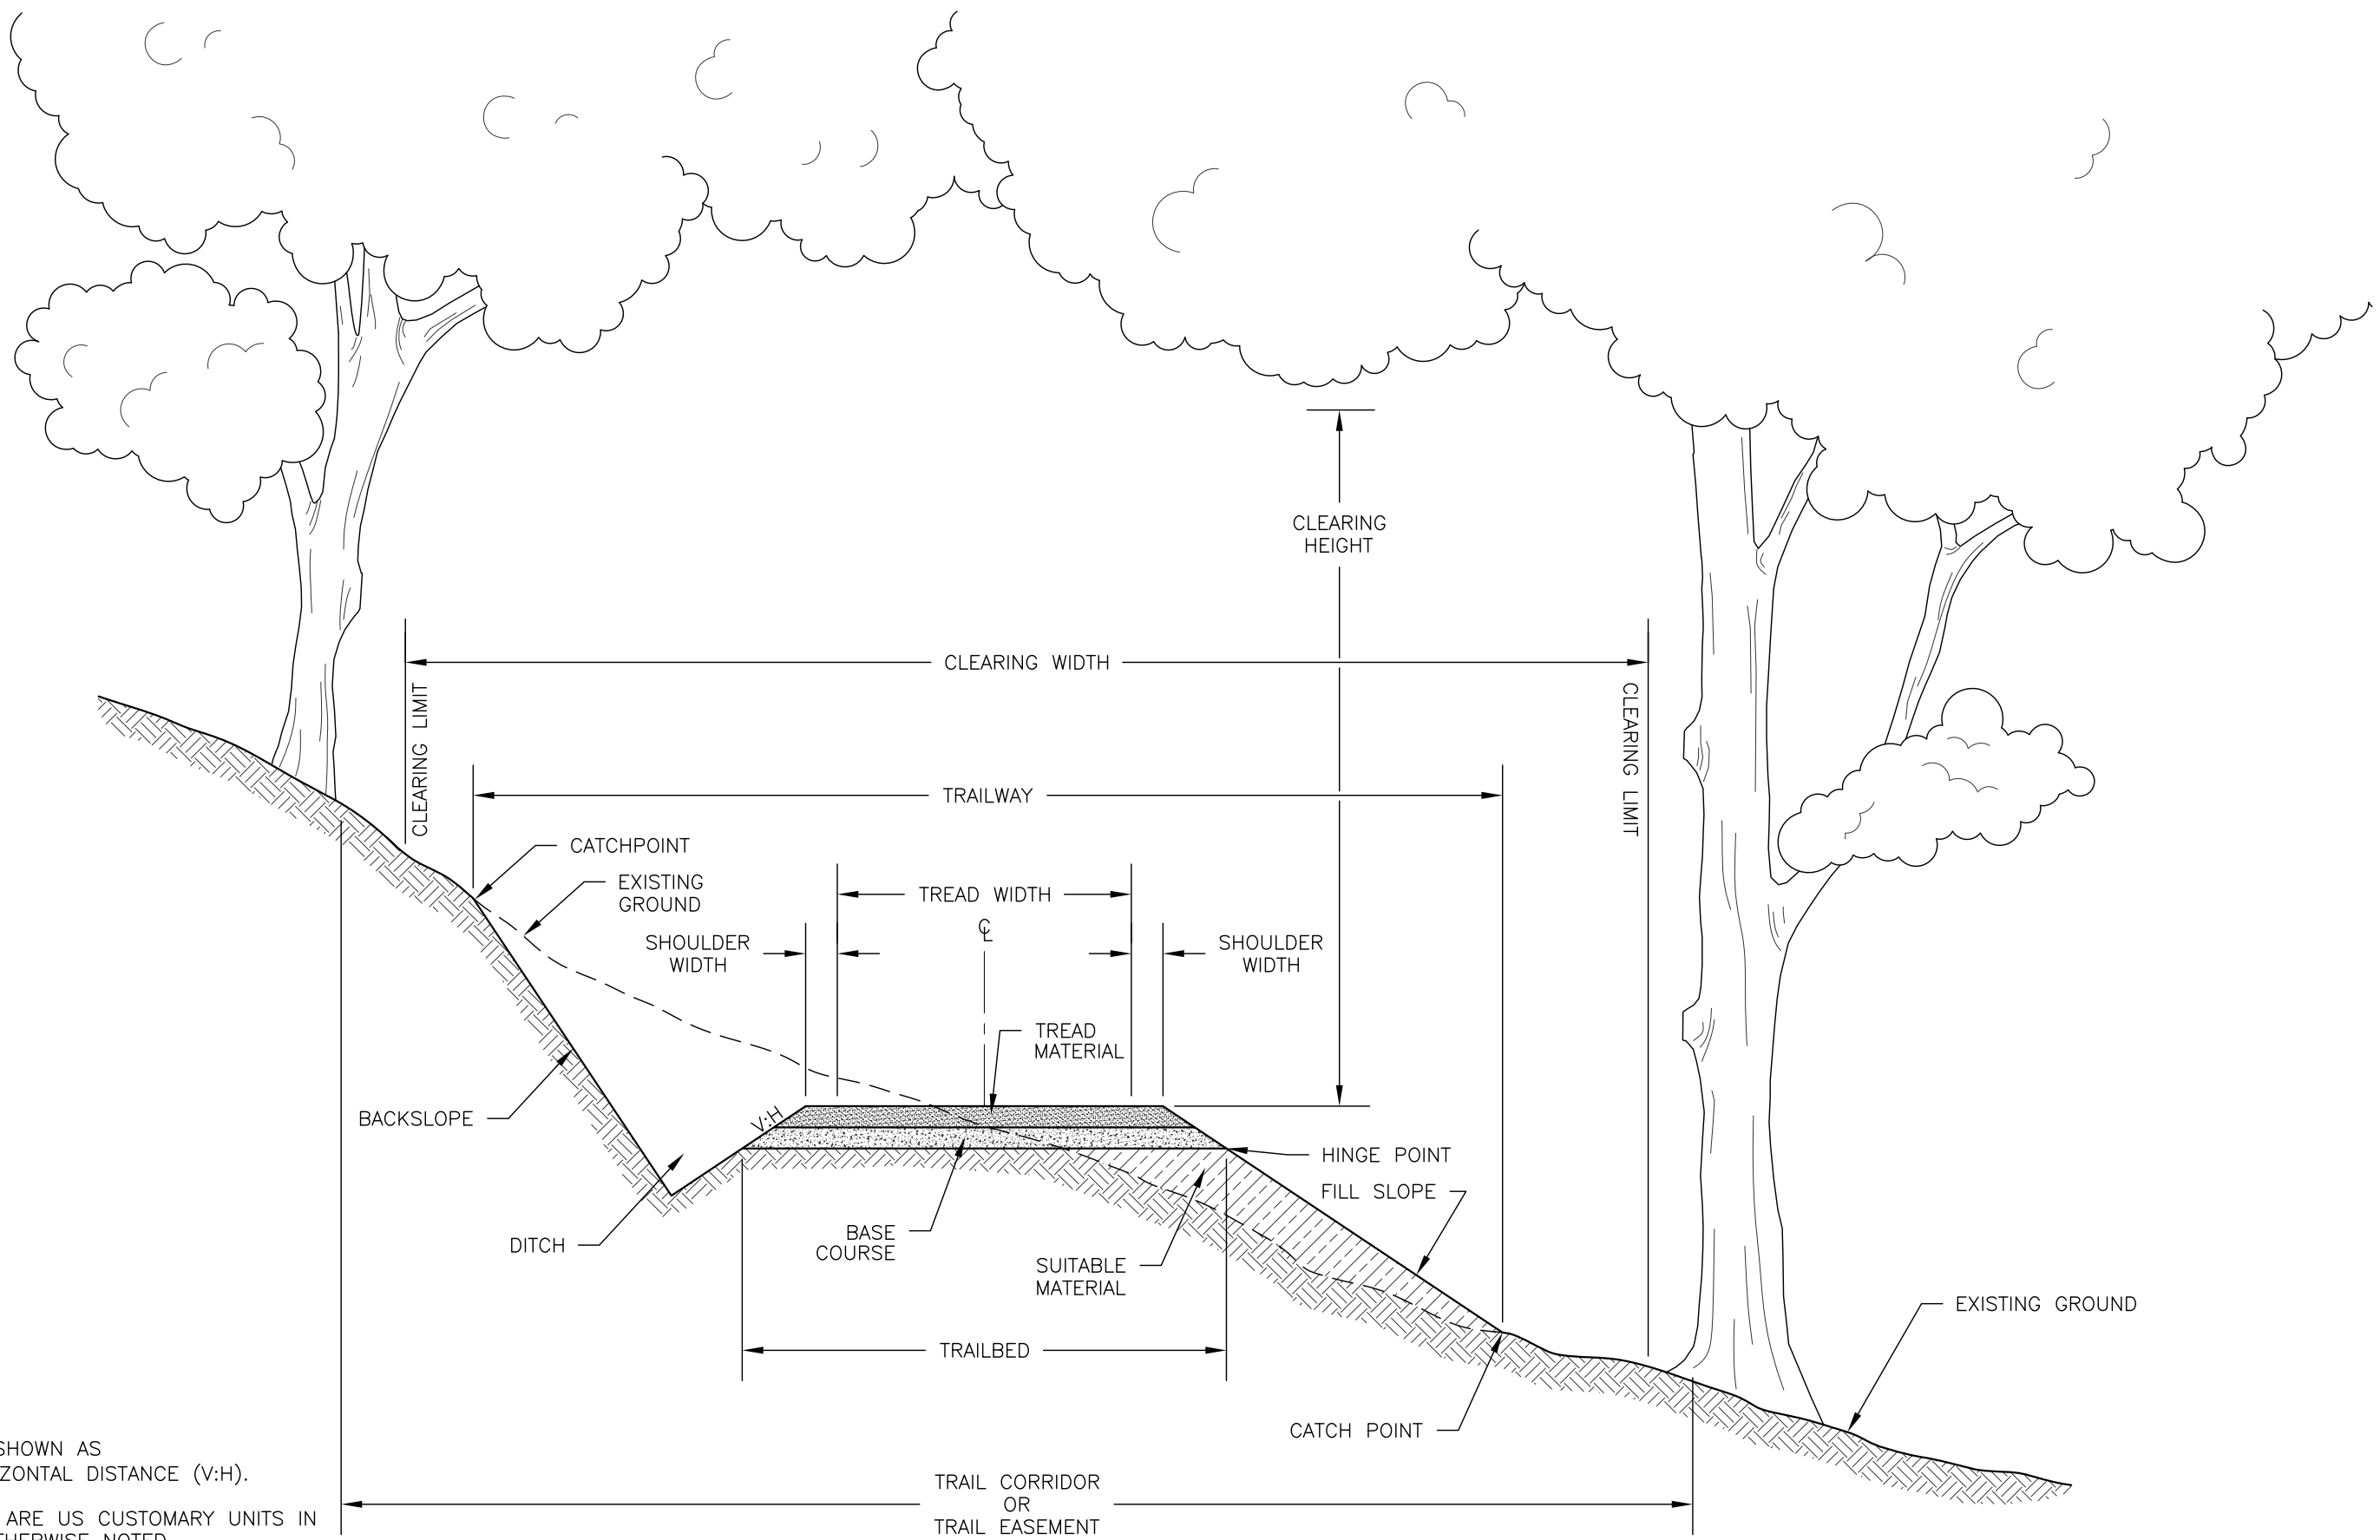 CLEARING
HEIGHT
CLEARING WIDTH
CLEARING LIMIT
CLEARING LIMIT
TRAILWAY
CATCHPOINT
EXISTING
GROUND
TREAD WIDTH
℄
SHOULDER
WIDTH
SHOULDER
WIDTH
TREAD
MATERIAL
BACKSLOPE
V:H
HINGE POINT
FILL SLOPE
DITCH
BASE
COURSE
SUITABLE
MATERIAL
EXISTING GROUND
TRAILBED
CATCH POINT
SHOWN AS
ZONTAL DISTANCE (V:H).
ARE US CUSTOMARY UNITS IN
THERWISE NOTED
TRAIL CORRIDOR
OR
TRAIL EASEMENT